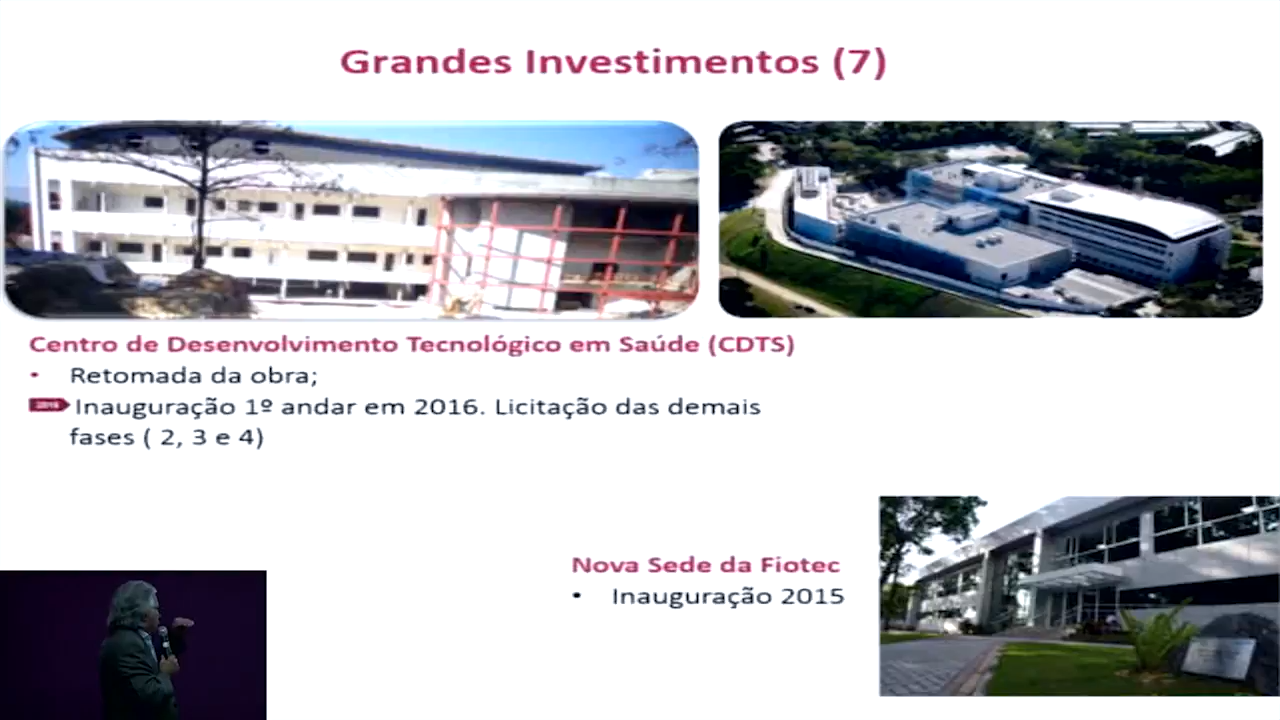 Grandes Investimentos (7)
Centro de Desenvolvimento Tecnológico em Saúde (CDTS)
• Retomada da obra;
Inauguração 1º andar em 2016. Licitação das demais
fases ( 2, 3 e 4)
Nova Sede da Fiotec
• Inauguração 2015